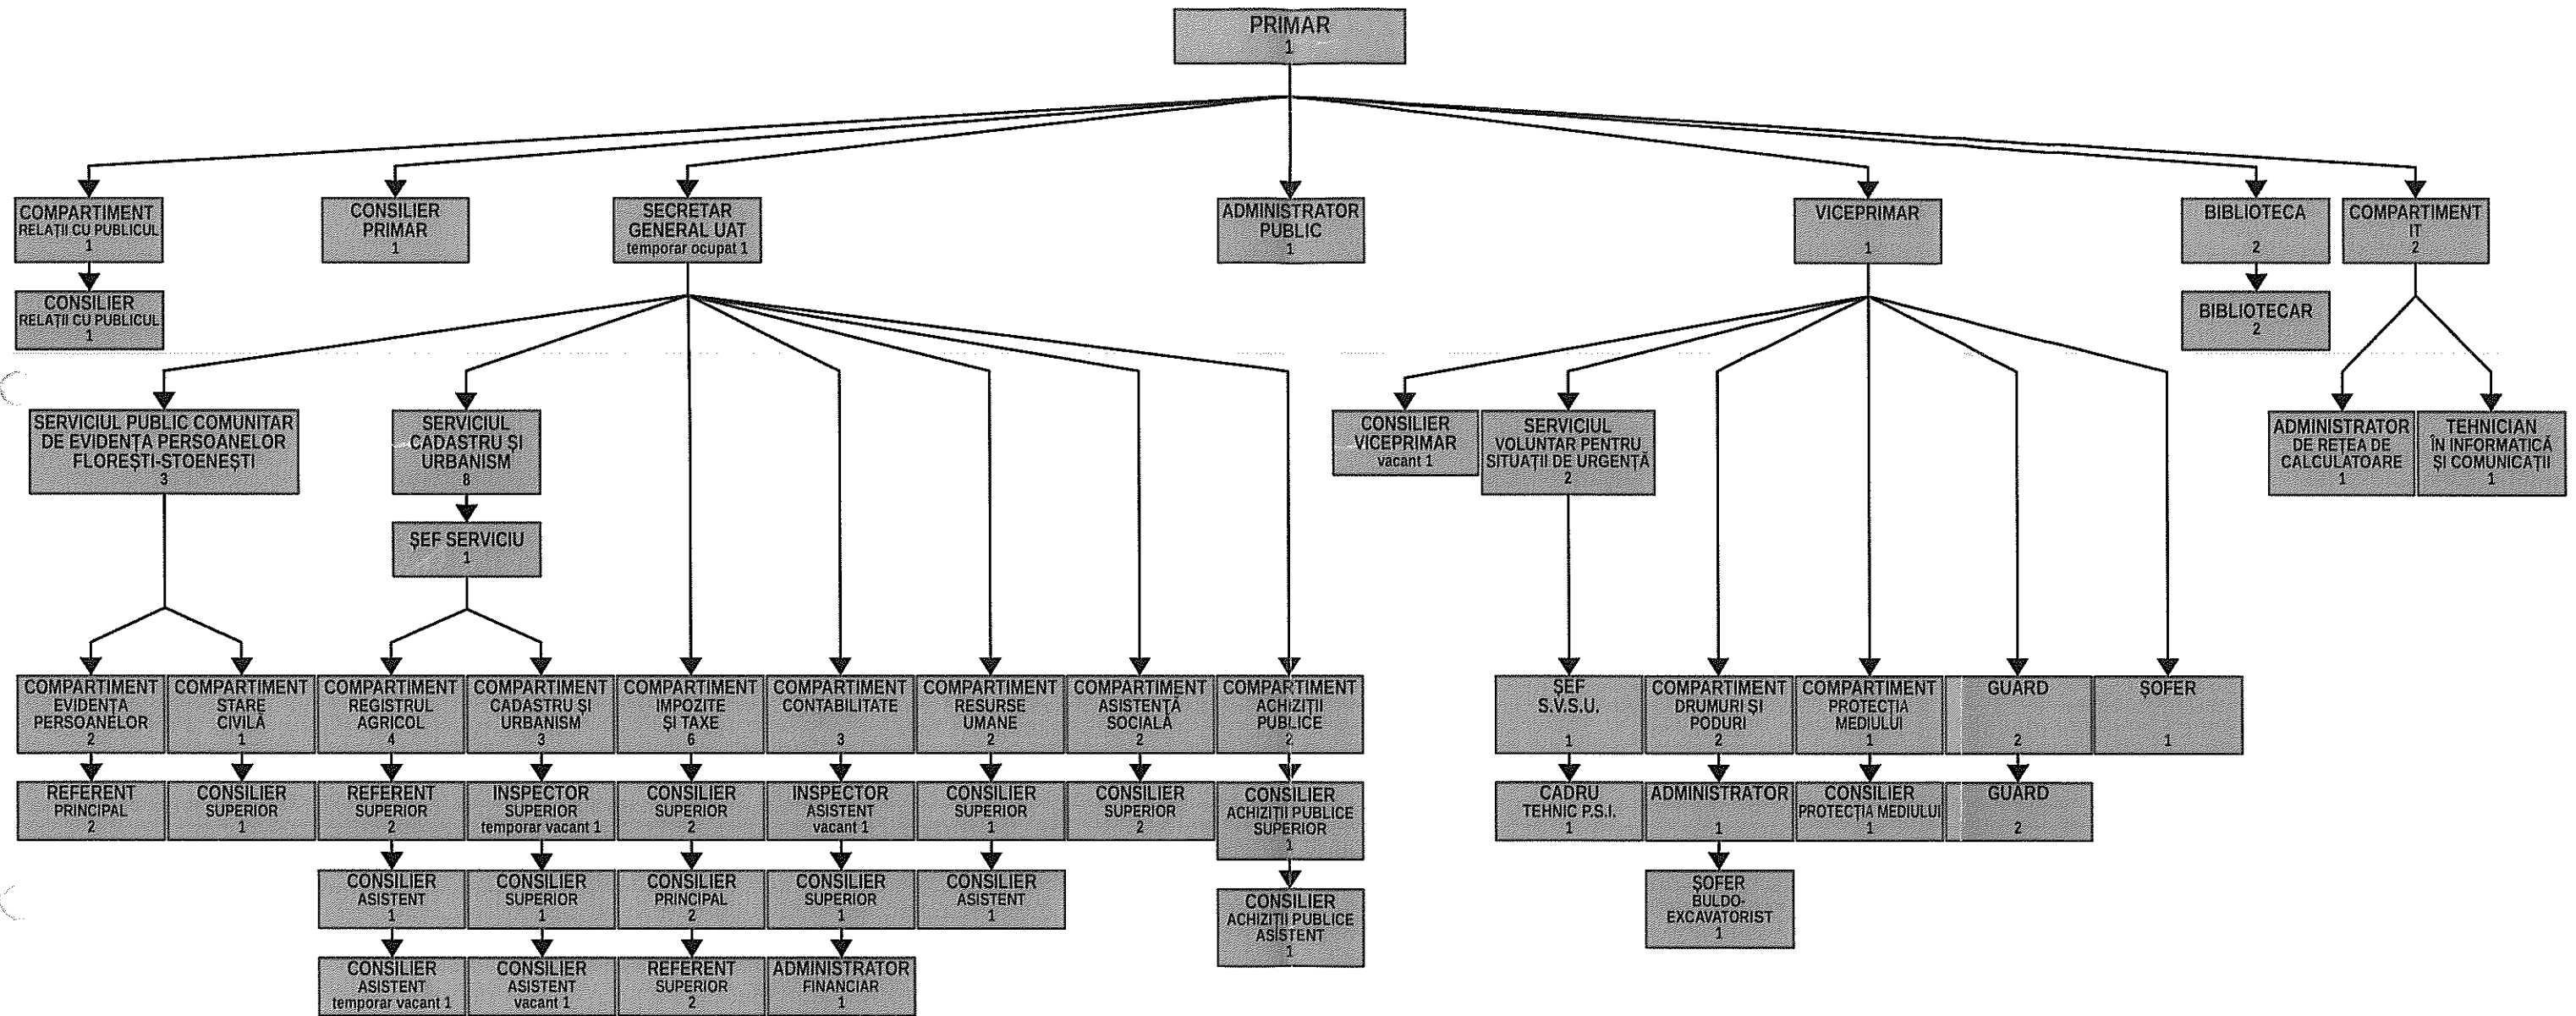 PRIMAR
1
COMPARTIMENT
RELAȚII CU PUBLICUL
1
CONSILIER
PRIMAR
1
SECRETAR
GENERAL UAT
temporar ocupat 1
ADMINISTRATOR
PUBLIC
1
VICEPRIMAR
1
BIBLIOTECA
2
COMPARTIMENT
IT
2
CONSILIER
RELAȚII CU PUBLICUL
1
BIBLIOTECAR
2
SERVICIUL PUBLIC COMUNITAR
DE EVIDENȚA PERSOANELOR
FLOREȘTI-STOENEȘTI
3
SERVICIUL
CADASTRU ȘI
URBANISM
8
CONSILIER
VICEPRIMAR
vacant 1
SERVICIUL
VOLUNTAR PENTRU
SITUAȚII DE URGENȚĂ
2
ADMINISTRATOR
DE REȚEA DE
CALCULATOARE
1
TEHNICIAN
ÎN INFORMATICĂ
ȘI COMUNICAȚII
1
ȘEF SERVICIU
1
COMPARTIMENT
EVIDENȚA
PERSOANELOR
2
COMPARTIMENT
STARE
CIVILĂ
1
COMPARTIMENT
REGISTRUL
AGRICOL
4
COMPARTIMENT
CADASTRU ȘI
URBANISM
3
COMPARTIMENT
IMPOZITE
ȘI TAXE
6
COMPARTIMENT
CONTABILITATE
3
COMPARTIMENT
RESURSE
UMANE
2
COMPARTIMENT
ASISTENȚĂ
SOCIALĂ
2
COMPARTIMENT
ACHIZIȚII
PUBLICE
2
ȘEF
S.V.S.U.
1
COMPARTIMENT
DRUMURI ȘI
PODURI
2
COMPARTIMENT
PROTECȚIA
MEDIULUI
1
GUARD
2
ȘOFER
1
REFERENT
PRINCIPAL
2
CONSILIER
SUPERIOR
1
REFERENT
SUPERIOR
2
INSPECTOR
SUPERIOR
temporar vacant 1
CONSILIER
SUPERIOR
2
INSPECTOR
ASISTENT
vacant 1
CONSILIER
SUPERIOR
1
CONSILIER
SUPERIOR
2
CONSILIER
ACHIZIȚII PUBLICE
SUPERIOR
1
CADRU
TEHNIC P.S.I.
1
ADMINISTRATOR
1
CONSILIER
PROTECȚIA MEDIULUI
1
GUARD
2
CONSILIER
ASISTENT
1
CONSILIER
SUPERIOR
1
CONSILIER
PRINCIPAL
2
CONSILIER
SUPERIOR
1
CONSILIER
ASISTENT
1
CONSILIER
ACHIZIȚII PUBLICE
ASISTENT
1
ȘOFER
BULDO-
EXCAVATORIST
1
CONSILIER
ASISTENT
temporar vacant 1
CONSILIER
ASISTENT
vacant 1
REFERENT
SUPERIOR
2
ADMINISTRATOR
FINANCIAR
1